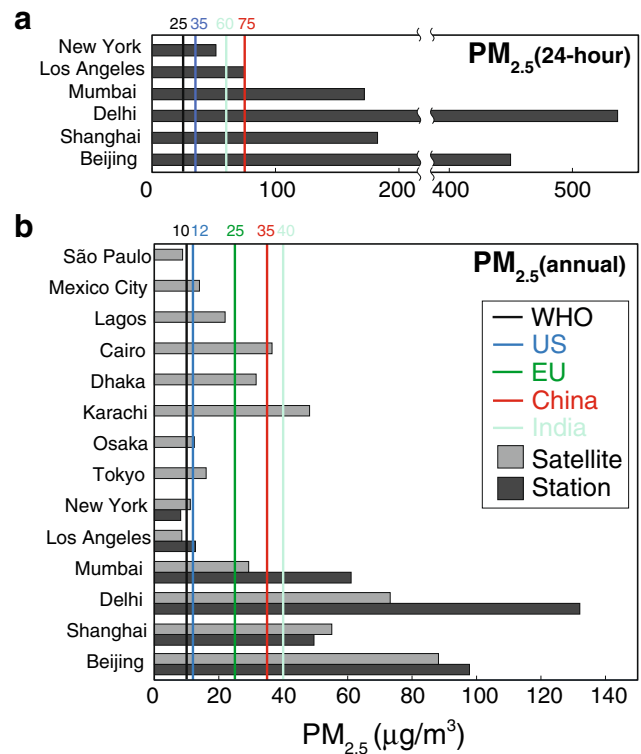 a
25 35 60 75
PM2.5(24-hour)
New York
Los Angeles
Mumbai
Delhi
Shanghai
Beijing
0 100 200 400 500
b
10 12 25 35 40
PM2.5(annual)
São Paulo
Mexico City
Lagos
Cairo
Dhaka
Karachi
Osaka
Tokyo
New York
Los Angeles
Mumbai
Delhi
Shanghai
Beijing
WHO
US
EU
China
India
Satellite
Station
0 20 40 60 80 100 120 140
PM2.5 (μg/m³)